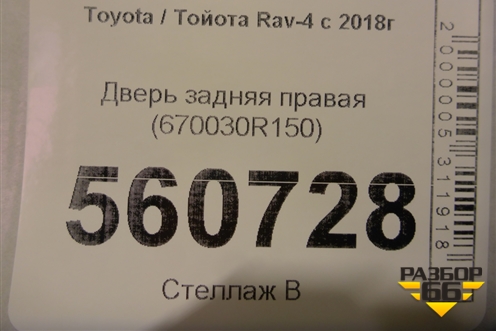 Toyota / Тойота Rav-4 с 2018г
Дверь задняя правая
(670030R150)
560728
Стеллаж В
2000005311918
РАЗБОР
66